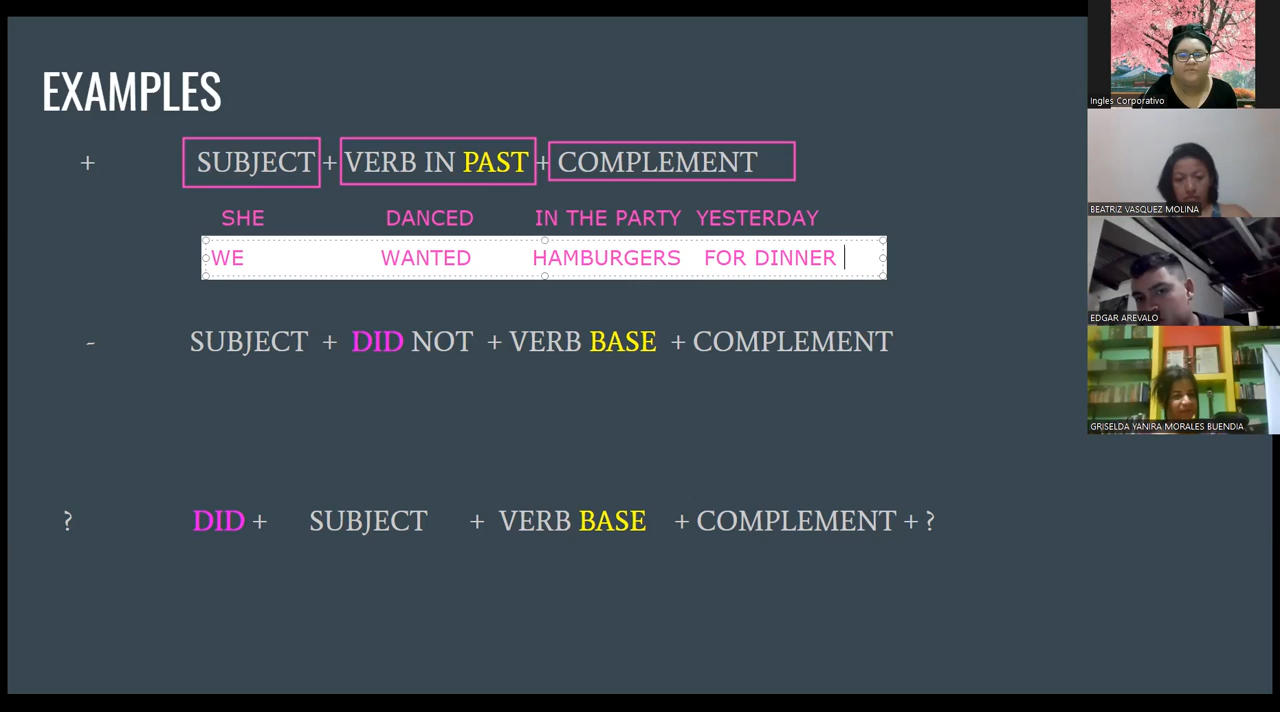 EXAMPLES
+ SUBJECT + VERB IN PAST + COMPLEMENT
SHE DANCED IN THE PARTY YESTERDAY
WE WANTED HAMBURGERS FOR DINNER
- SUBJECT + DID NOT + VERB BASE + COMPLEMENT
? DID + SUBJECT + VERB BASE + COMPLEMENT + ?
Ingles Corporativo
BEATRIZ VASQUEZ MOLINA
EDGAR AREVALO
GRISELDA YANIRA MORALES BUENDIA